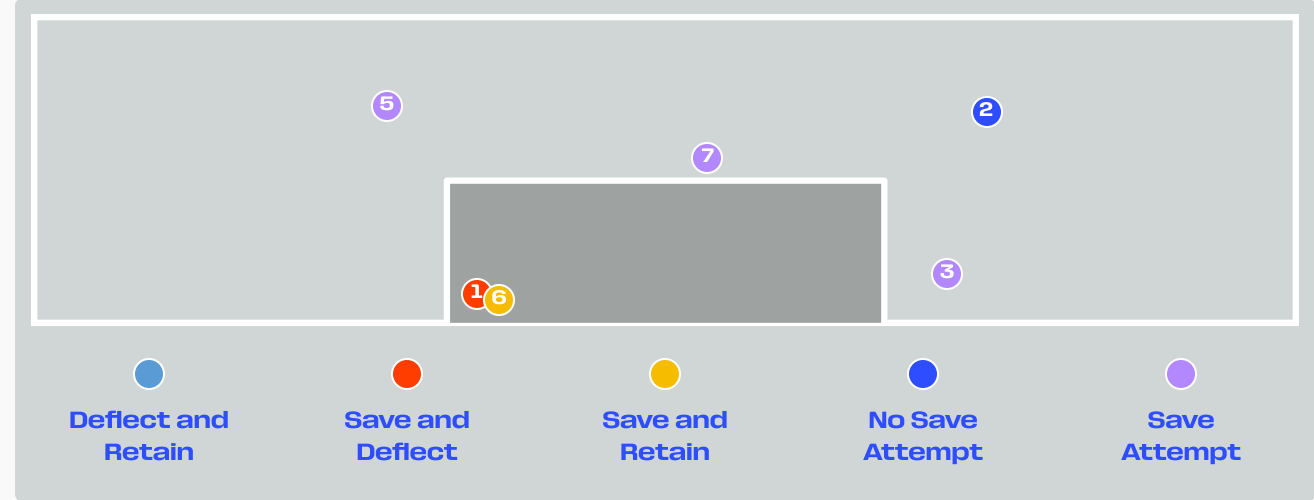 5
2
7
3
1
6
Deflect and
Retain
Save and
Deflect
Save and
Retain
No Save
Attempt
Save
Attempt